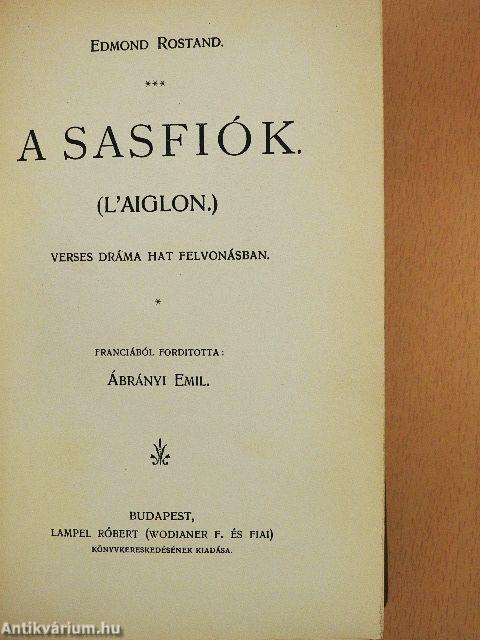 EDMOND ROSTAND.
***
A SASFIÓK.
(L'AIGLON.)
VERSES DRÁMA HAT FELVONÁSBAN.
*
FRANCIÁBÓL FORDITOTTA:
ÁBRÁNYI EMIL.
BUDAPEST,
LAMPEL RÓBERT (WODIANER F. ÉS FIAI)
KÖNYVKERESKEDÉSÉNEK KIADÁSA.
Antikvárium.hu